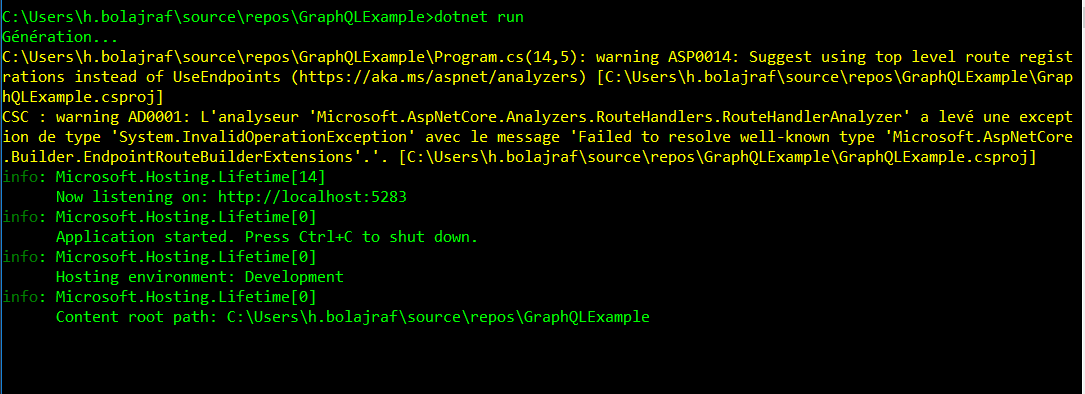 C:\Users\h.bolajraf\source\repos\GraphQLExample>dotnet run
Génération...
C:\Users\h.bolajraf\source\repos\GraphQLExample\Program.cs(14,5): warning ASP0014: Suggest using top level route regist
rations instead of UseEndpoints (https://aka.ms/aspnet/analyzers) [C:\Users\h.bolajraf\source\repos\GraphQLExample\Grap
hQLExample.csproj]
CSC : warning AD0001: L'analyseur 'Microsoft.AspNetCore.Analyzers.RouteHandlers.RouteHandlerAnalyzer' a levé une except
ion de type 'System.InvalidOperationException' avec le message 'Failed to resolve well-known type 'Microsoft.AspNetCore
.Builder.EndpointRouteBuilderExtensions'.'. [C:\Users\h.bolajraf\source\repos\GraphQLExample\GraphQLExample.csproj]
info: Microsoft.Hosting.Lifetime[14]
      Now listening on: http://localhost:5283
info: Microsoft.Hosting.Lifetime[0]
      Application started. Press Ctrl+C to shut down.
info: Microsoft.Hosting.Lifetime[0]
      Hosting environment: Development
info: Microsoft.Hosting.Lifetime[0]
      Content root path: C:\Users\h.bolajraf\source\repos\GraphQLExample